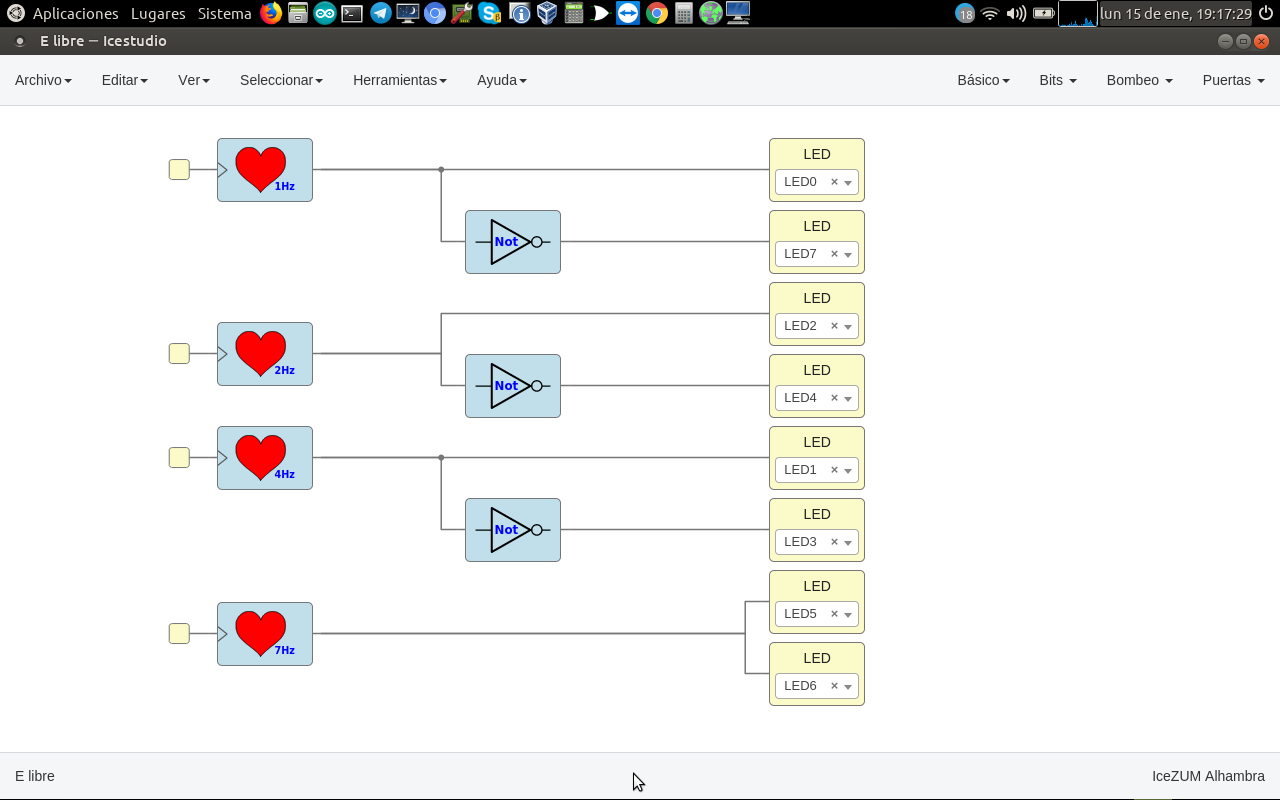 Aplicaciones Lugares Sistema 18 lun 15 de ene, 19:17:29
E libre — Icestudio
Archivo Editar Ver Seleccionar Herramientas Ayuda Básico Bits Bombeo Puertas
1Hz
LED
LED0 ×
Not
LED
LED7 ×
LED
LED2 ×
2Hz
Not
LED
LED4 ×
4Hz
LED
LED1 ×
Not
LED
LED3 ×
LED
LED5 ×
7Hz
LED
LED6 ×
E libre IceZUM Alhambra